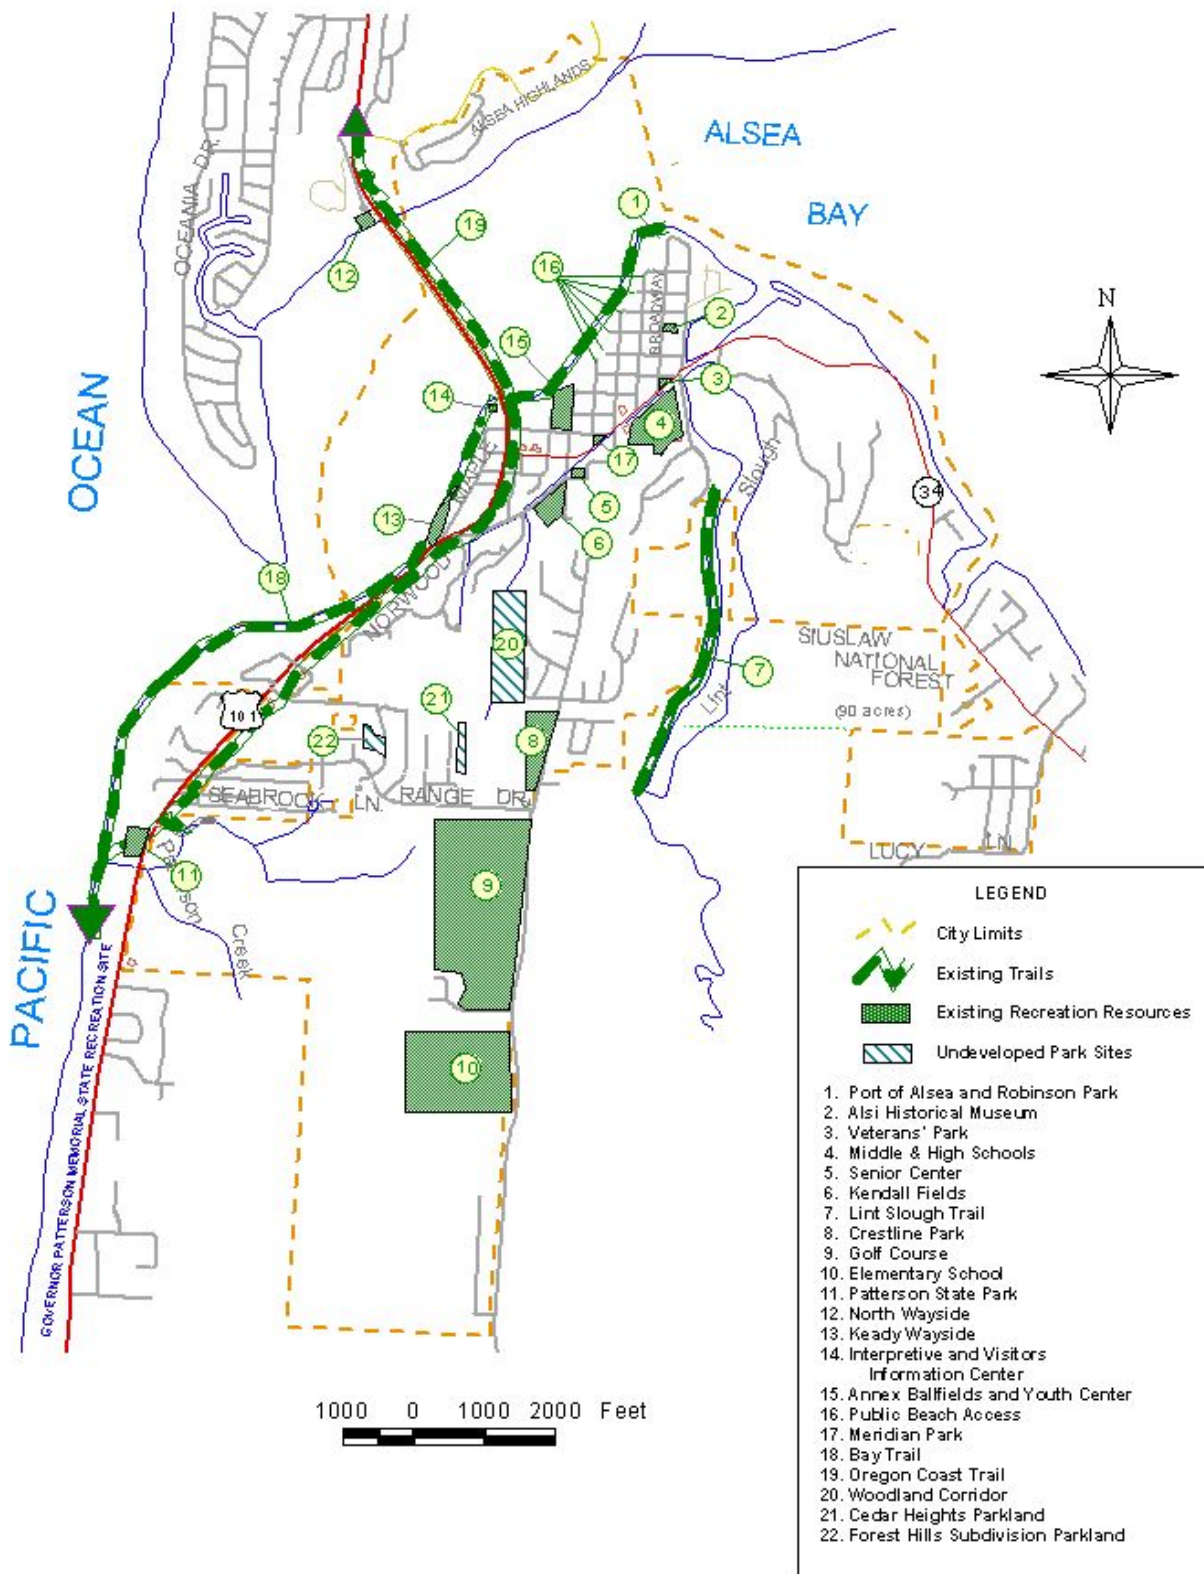 ALSEA HIGHLANDS
ALSEA
BAY
OCEANIA DR.
1
19
16
12
BROADWAY
2
N
15
3
14
4
OCEAN
MAPLE
17
Slough
34
5
13
6
18
NORWOOD
SIUSLAW
NATIONAL
FOREST
20
7
Lint
(90 acres)
101
21
22
8
SEABROOK LN.
RANGE DR.
LUCY LN.
11
Patterson
Creek
9
PACIFIC
10
GOVERNOR PATTERSON MEMORIAL STATE RECREATION SITE
LEGEND
City Limits
Existing Trails
Existing Recreation Resources
Undeveloped Park Sites
1. Port of Alsea and Robinson Park
2. Alsi Historical Museum
3. Veterans' Park
4. Middle & High Schools
5. Senior Center
6. Kendall Fields
7. Lint Slough Trail
8. Crestline Park
9. Golf Course
10. Elementary School
11. Patterson State Park
12. North Wayside
13. Keady Wayside
14. Interpretive and Visitors
Information Center
15. Annex Ballfields and Youth Center
16. Public Beach Access
17. Meridian Park
18. Bay Trail
19. Oregon Coast Trail
20. Woodland Corridor
21. Cedar Heights Parkland
22. Forest Hills Subdivision Parkland
1000 0 1000 2000 Feet